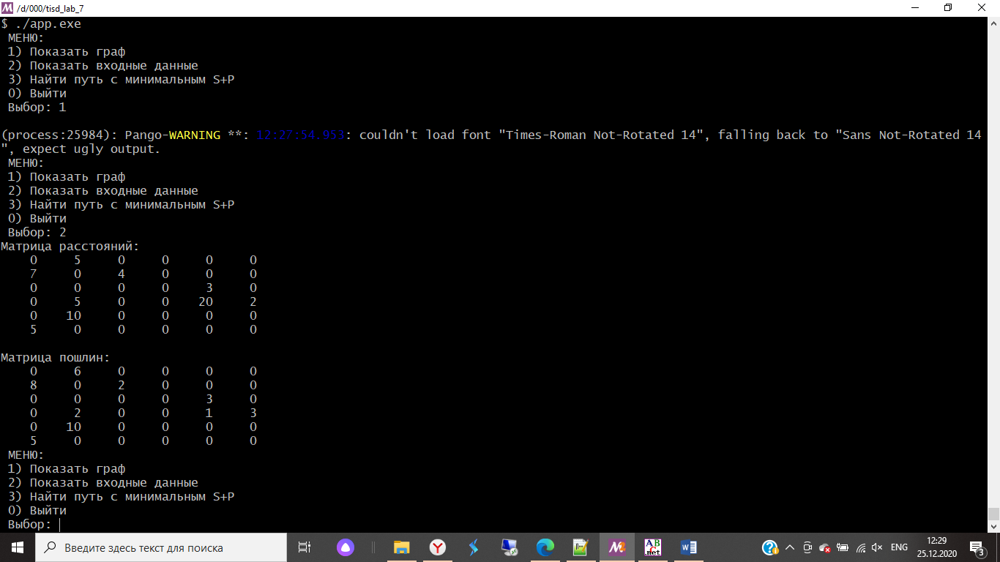 /d/000/tisd_lab_7
$ ./app.exe
МЕНЮ:
1) Показать граф
2) Показать входные данные
3) Найти путь с минимальным S+P
0) Выйти
Выбор: 1
(process:25984): Pango-WARNING **: 12:27:54.953: couldn't load font "Times-Roman Not-Rotated 14", falling back to "Sans Not-Rotated 14
", expect ugly output.
МЕНЮ:
1) Показать граф
2) Показать входные данные
3) Найти путь с минимальным S+P
0) Выйти
Выбор: 2
Матрица расстояний:
0 5 0 0 0 0
7 0 4 0 0 0
0 0 0 0 3 0
0 5 0 0 20 2
0 10 0 0 0 0
5 0 0 0 0 0
Матрица пошлин:
0 6 0 0 0 0
8 0 2 0 0 0
0 0 0 0 3 0
0 2 0 0 1 3
0 10 0 0 0 0
5 0 0 0 0 0
МЕНЮ:
1) Показать граф
2) Показать входные данные
3) Найти путь с минимальным S+P
0) Выйти
Выбор:
Введите здесь текст для поиска
ENG
12:29
25.12.2020
3